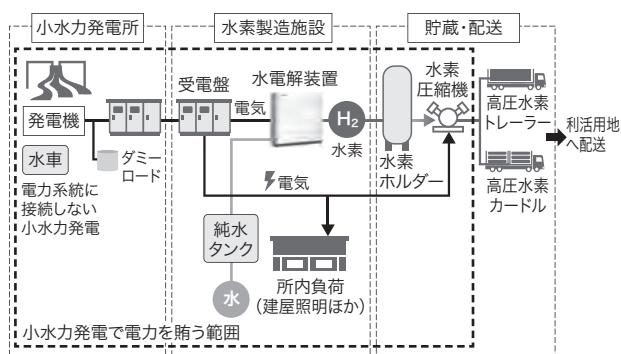 小水力発電所
水素製造施設
貯蔵・配送
発電機
水車
ダミー
ロード
電力系統に
接続しない
小水力発電
受電盤
電気
水電解装置
H2
水素
電気
純水
タンク
水
所内負荷
（建屋照明ほか）
水素
ホルダー
水素
圧縮機
高圧水素
トレーラー
高圧水素
カードル
利活用地
へ配送
小水力発電で電力を賄う範囲